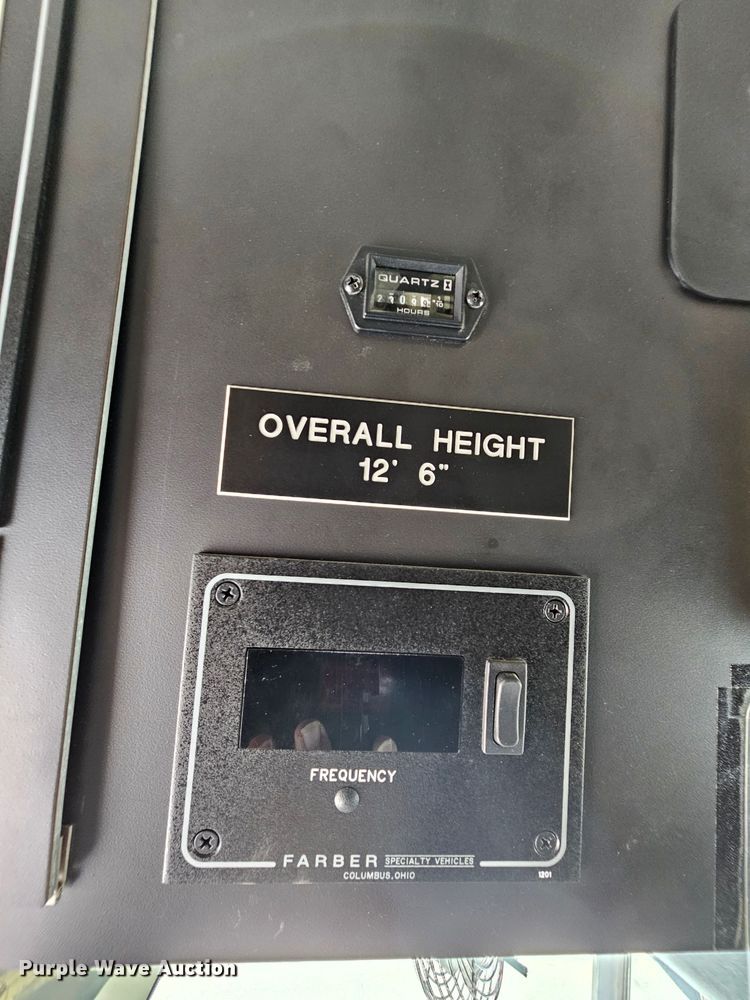 QUARTZ
HOURS
OVERALL HEIGHT
12' 6"
FREQUENCY
FARBER SPECIALTY VEHICLES
COLUMBUS, OHIO
1201
Purple Wave Auction